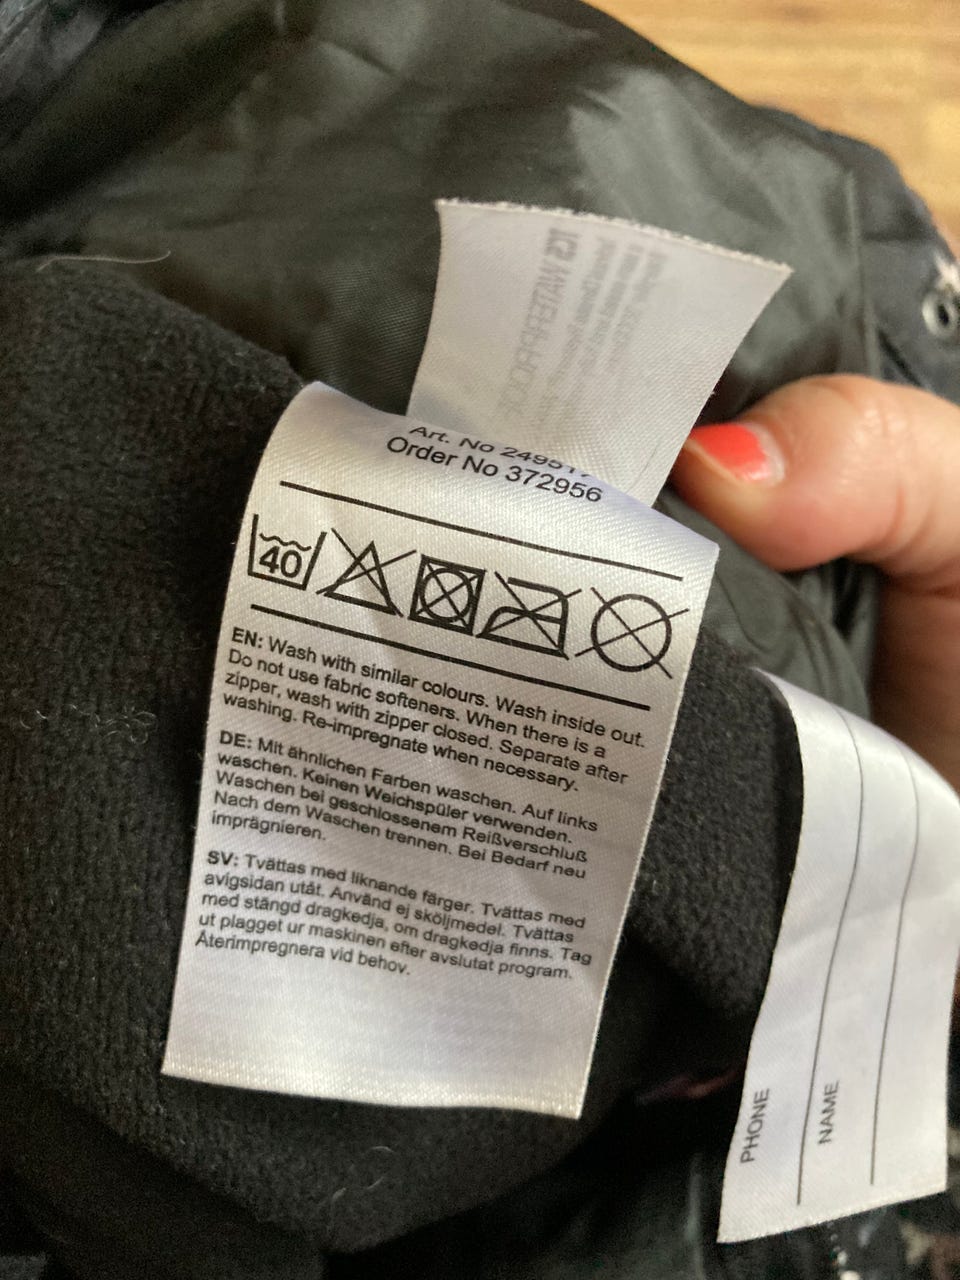 Art. No
Order No 372956
40
EN: Wash with similar colours. Wash inside out.
Do not use fabric softeners. When there is a
zipper, wash with zipper closed. Separate after
washing. Re-impregnate when necessary.
DE: Mit ähnlichen Farben waschen. Auf links
waschen. Keinen Weichspüler verwenden.
Waschen bei geschlossenem Reißverschluß
Nach dem Waschen trennen. Bei Bedarf neu
imprägnieren.
SV: Tvättas med liknande färger. Tvättas med
avigsidan utåt. Använd ej sköljmedel. Tvättas
med stängd dragkedja, om dragkedja finns. Tag
ut plagget ur maskinen efter avslutat program.
Återimpregnera vid behov.
PHONE
NAME